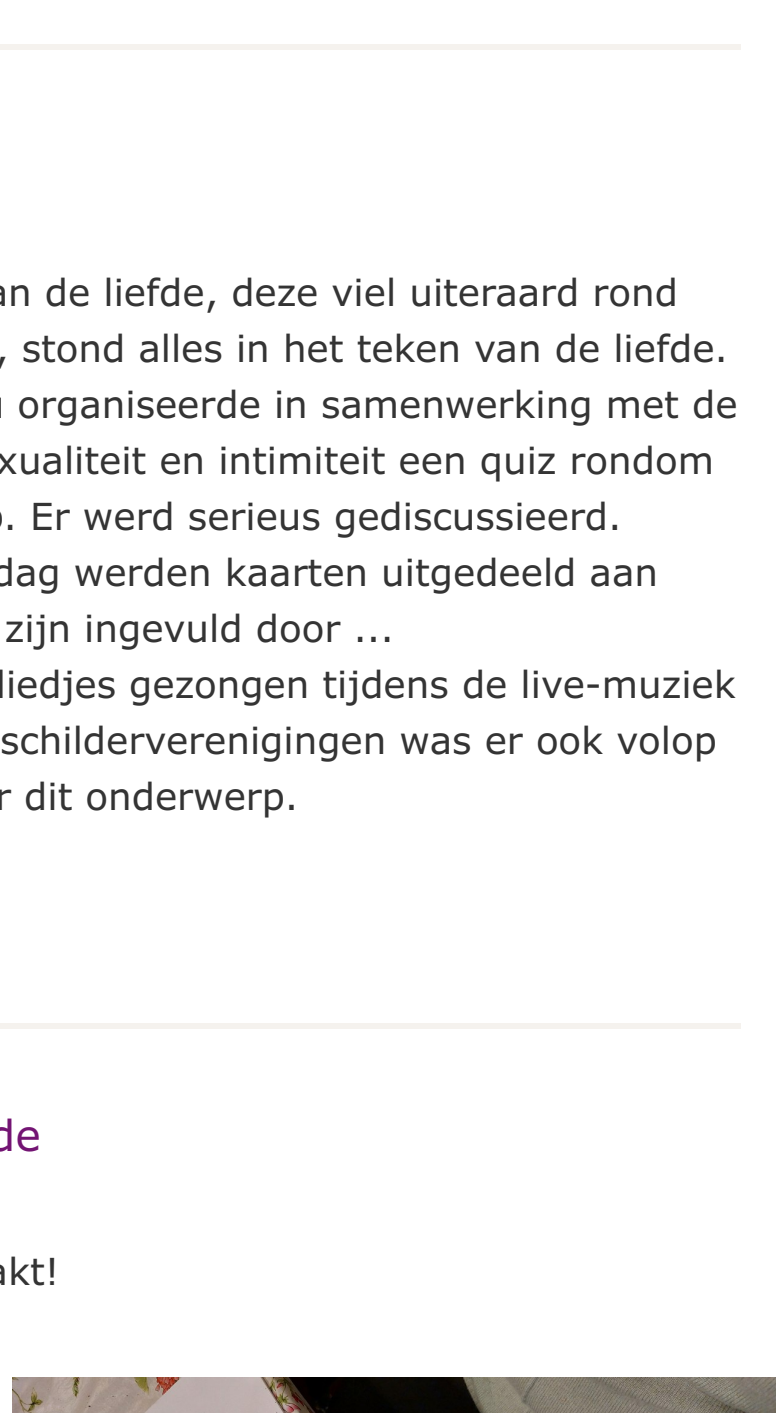 an de liefde, deze viel uiteraard rond
, stond alles in het teken van de liefde.
organiseerde in samenwerking met de
xualiteit en intimiteit een quiz rondom
. Er werd serieus gediscussieerd.
dag werden kaarten uitgedeeld aan
zijn ingevuld door ...
liedjes gezongen tijdens de live-muziek
schilderverenigingen was er ook volop
r dit onderwerp.
de
akt!